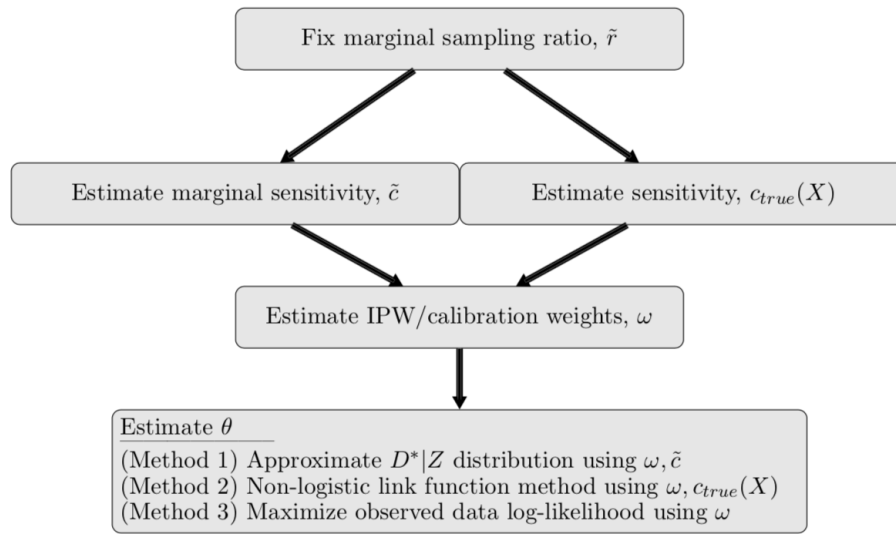 Fix marginal sampling ratio, r̃
Estimate marginal sensitivity, c̃
Estimate sensitivity, c_true(X)
Estimate IPW/calibration weights, ω
Estimate θ
(Method 1) Approximate D*|Z distribution using ω, c̃
(Method 2) Non-logistic link function method using ω, c_true(X)
(Method 3) Maximize observed data log-likelihood using ω